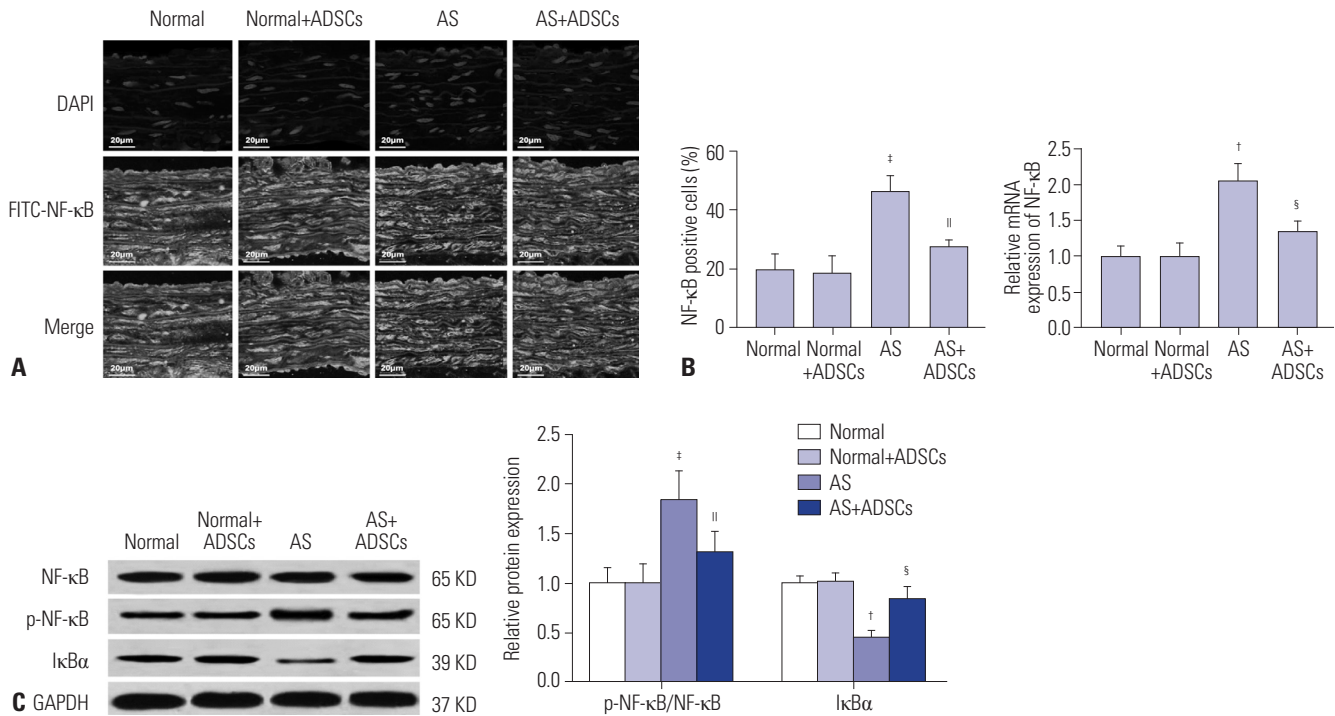 Normal Normal+ADSCs AS AS+ADSCs
DAPI
20µm 20µm 20µm 20µm
FITC-NF-κB
20µm 20µm 20µm 20µm
Merge
20µm 20µm 20µm 20µm
A
NF-κB positive cells (%)
60
40
20
0
‡
||
Normal Normal AS AS+
+ADSCs ADSCs
Relative mRNA
expression of NF-κB
2.5
2.0
1.5
1.0
0.5
0.0
†
§
Normal Normal AS AS+
+ADSCs ADSCs
B
Normal Normal+ AS AS+
ADSCs ADSCs
NF-κB 65 KD
p-NF-κB 65 KD
IκBα 39 KD
GAPDH 37 KD
C
Relative protein expression
2.5
2.0
1.5
1.0
0.5
0.0
‡
||
†
§
p-NF-κB/NF-κB IκBα
Normal
Normal+ADSCs
AS
AS+ADSCs